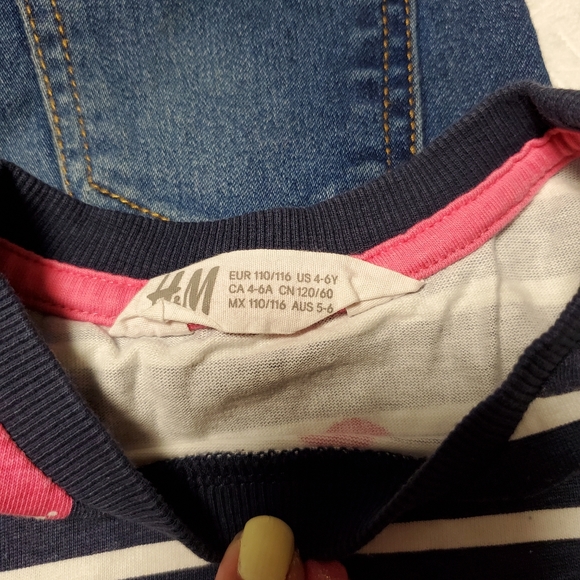 H&M
EUR 110/116 US 4-6Y
CA 4-6A CN 120/60
MX 110/116 AUS 5-6